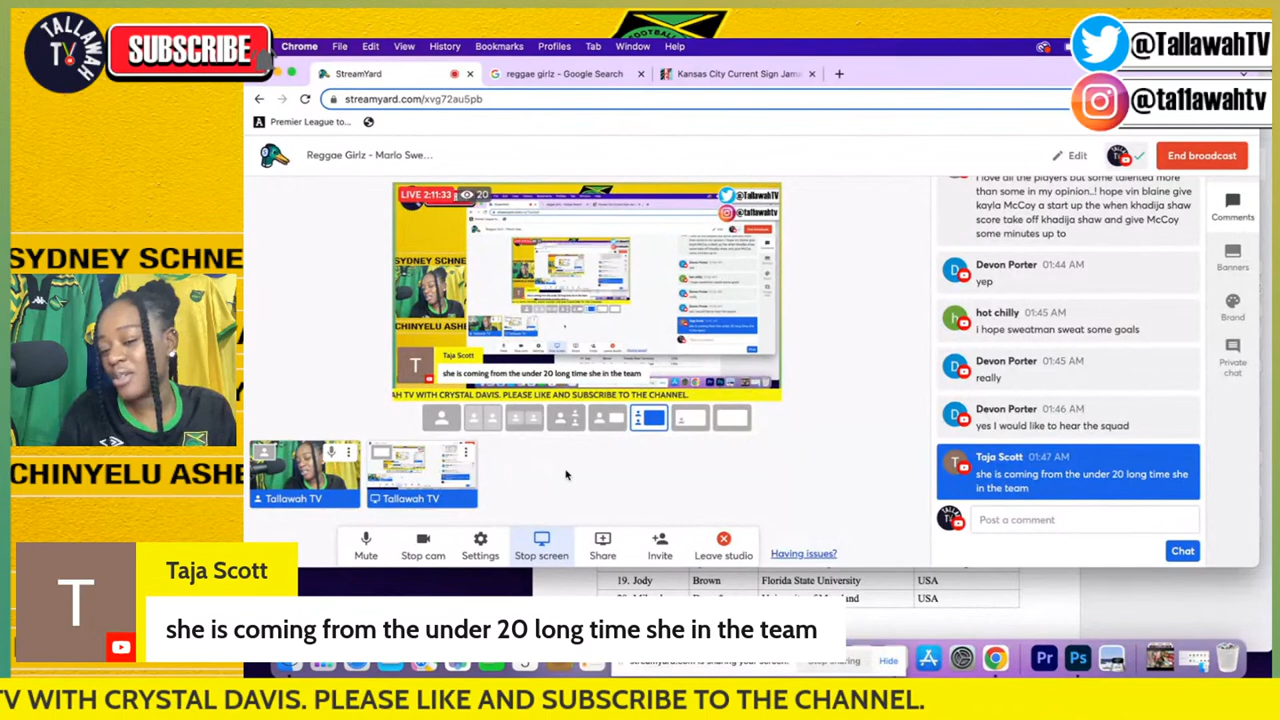 TALLAWAH
TV
SUBSCRIBE
@TallawahTV
@tallawahtv
Chrome File Edit View History Bookmarks Profiles Tab Window Help
StreamYard
reggae girlz - Google Search
Kansas City Current Sign Jama
streamyard.com/xvg72au5pb
Premier League to...
Reggae Girlz - Marlo Swe...
Edit
End broadcast
LIVE 2:11:33 20
@TallawahTV
@tallawahtv
Taja Scott
she is coming from the under 20 long time she in the team
AH TV WITH CRYSTAL DAVIS. PLEASE LIKE AND SUBSCRIBE TO THE CHANNEL.
I love all the players but some talented more
than some in my opinion..! hope vin blaine give
kayla McCoy a start up the when khadija shaw
score take off khadija shaw and give McCoy
some minutes up to
Devon Porter 01:44 AM
yep
hot chilly 01:45 AM
i hope sweatman sweat some goals
Devon Porter 01:45 AM
really
Devon Porter 01:46 AM
yes I would like to hear the squad
Taja Scott 01:47 AM
she is coming from the under 20 long time she
in the team
Post a comment
Chat
Comments
Banners
Brand
Private
chat
Tallawah TV
Tallawah TV
Mute
Stop cam
Settings
Stop screen
Share
Invite
Leave studio
Having issues?
SYDNEY SCHNE
CHINYELU ASHE
19. Jody Brown Florida State University USA
USA
streamyard.com is sharing your screen.
Stop sharing
Hide
T
Taja Scott
she is coming from the under 20 long time she in the team
TV WITH CRYSTAL DAVIS. PLEASE LIKE AND SUBSCRIBE TO THE CHANNEL.